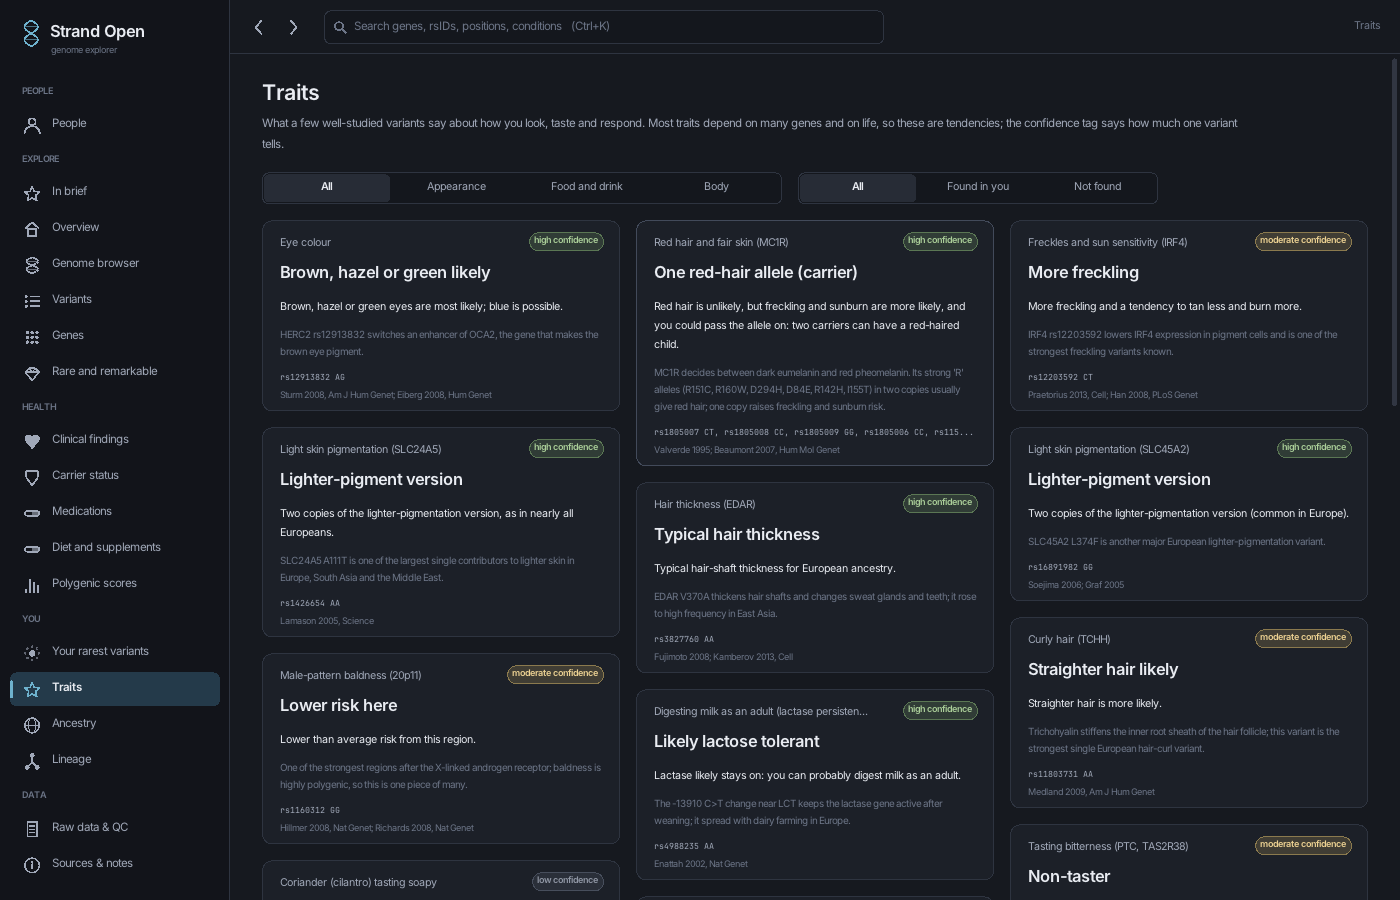 Strand Open
genome explorer
PEOPLE
People
EXPLORE
In brief
Overview
Genome browser
Variants
Genes
Rare and remarkable
HEALTH
Clinical findings
Carrier status
Medications
Diet and supplements
Polygenic scores
YOU
Your rarest variants
Traits
Ancestry
Lineage
DATA
Raw data & QC
Sources & notes
Search genes, rsIDs, positions, conditions (Ctrl+K)
Traits
Traits
What a few well-studied variants say about how you look, taste and respond. Most traits depend on many genes and on life, so these are tendencies; the confidence tag says how much one variant
tells.
All
Appearance
Food and drink
Body
All
Found in you
Not found
Eye colour
high confidence
Brown, hazel or green likely
Brown, hazel or green eyes are most likely; blue is possible.
HERC2 rs12913832 switches an enhancer of OCA2, the gene that makes the
brown eye pigment.
rs12913832 AG
Sturm 2008, Am J Hum Genet; Eiberg 2008, Hum Genet
Light skin pigmentation (SLC24A5)
high confidence
Lighter-pigment version
Two copies of the lighter-pigmentation version, as in nearly all
Europeans.
SLC24A5 A111T is one of the largest single contributors to lighter skin in
Europe, South Asia and the Middle East.
rs1426654 AA
Lamason 2005, Science
Male-pattern baldness (20p11)
moderate confidence
Lower risk here
Lower than average risk from this region.
One of the strongest regions after the X-linked androgen receptor; baldness is
highly polygenic, so this is one piece of many.
rs1160312 GG
Hillmer 2008, Nat Genet; Richards 2008, Nat Genet
Coriander (cilantro) tasting soapy
low confidence
Red hair and fair skin (MC1R)
high confidence
One red-hair allele (carrier)
Red hair is unlikely, but freckling and sunburn are more likely, and
you could pass the allele on: two carriers can have a red-haired
child.
MC1R decides between dark eumelanin and red pheomelanin. Its strong 'R'
alleles (R151C, R160W, D294H, D84E, R142H, I155T) in two copies usually
give red hair; one copy raises freckling and sunburn risk.
rs1805007 CT, rs1805008 CC, rs1805009 GG, rs1805006 CC, rs115...
Valverde 1995; Beaumont 2007, Hum Mol Genet
Hair thickness (EDAR)
high confidence
Typical hair thickness
Typical hair-shaft thickness for European ancestry.
EDAR V370A thickens hair shafts and changes sweat glands and teeth; it rose
to high frequency in East Asia.
rs3827760 AA
Fujimoto 2008; Kamberov 2013, Cell
Digesting milk as an adult (lactase persisten...
high confidence
Likely lactose tolerant
Lactase likely stays on: you can probably digest milk as an adult.
The -13910 C>T change near LCT keeps the lactase gene active after
weaning; it spread with dairy farming in Europe.
rs4988235 AA
Enattah 2002, Nat Genet
Freckles and sun sensitivity (IRF4)
moderate confidence
More freckling
More freckling and a tendency to tan less and burn more.
IRF4 rs12203592 lowers IRF4 expression in pigment cells and is one of the
strongest freckling variants known.
rs12203592 CT
Praetorius 2013, Cell; Han 2008, PLoS Genet
Light skin pigmentation (SLC45A2)
high confidence
Lighter-pigment version
Two copies of the lighter-pigmentation version (common in Europe).
SLC45A2 L374F is another major European lighter-pigmentation variant.
rs16891982 GG
Soejima 2006; Graf 2005
Curly hair (TCHH)
moderate confidence
Straighter hair likely
Straighter hair is more likely.
Trichohyalin stiffens the inner root sheath of the hair follicle; this variant is the
strongest single European hair-curl variant.
rs11803731 AA
Medland 2009, Am J Hum Genet
Tasting bitterness (PTC, TAS2R38)
moderate confidence
Non-taster